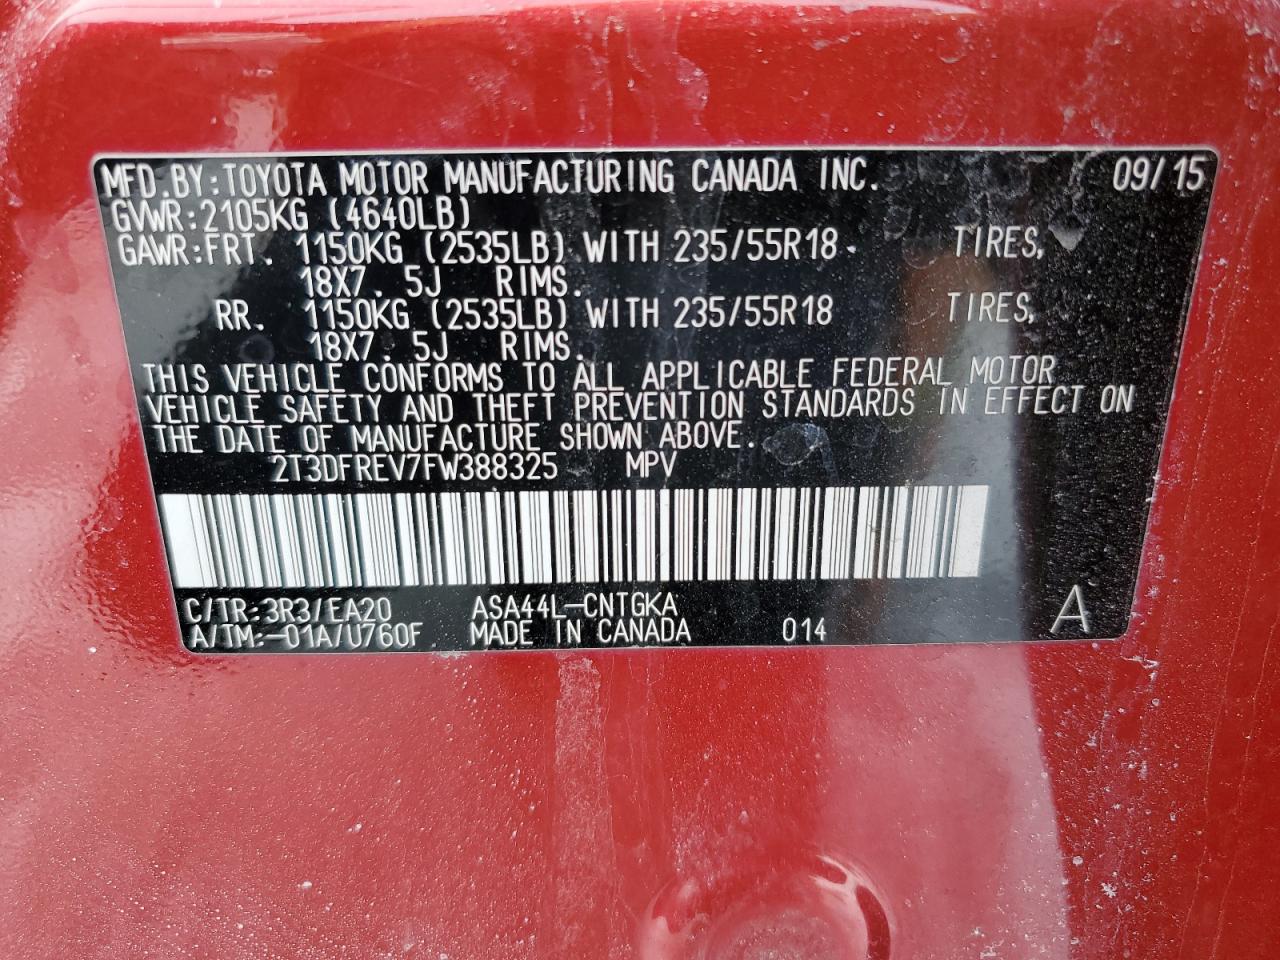 MFD.BY:TOYOTA MOTOR MANUFACTURING CANADA INC. 09/15
GVWR:2105KG (4640LB)
GAWR:FRT. 1150KG (2535LB) WITH 235/55R18 TIRES,
18X7.5J RIMS.
RR. 1150KG (2535LB) WITH 235/55R18 TIRES,
18X7.5J RIMS.
THIS VEHICLE CONFORMS TO ALL APPLICABLE FEDERAL MOTOR
VEHICLE SAFETY AND THEFT PREVENTION STANDARDS IN EFFECT ON
THE DATE OF MANUFACTURE SHOWN ABOVE.
2T3DFREV7FW388325 MPV
C/TR:3R3/EA20 ASA44L-CNTGKA A
A/TM:-01A/U760F MADE IN CANADA 014